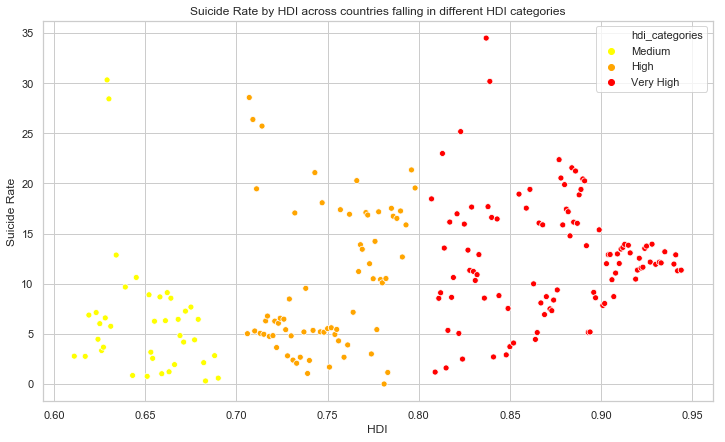 Suicide Rate by HDI across countries falling in different HDI categories
hdi_categories
Medium
High
Very High
Suicide Rate
35
30
25
20
15
10
5
0
0.60 0.65 0.70 0.75 0.80 0.85 0.90 0.95
HDI